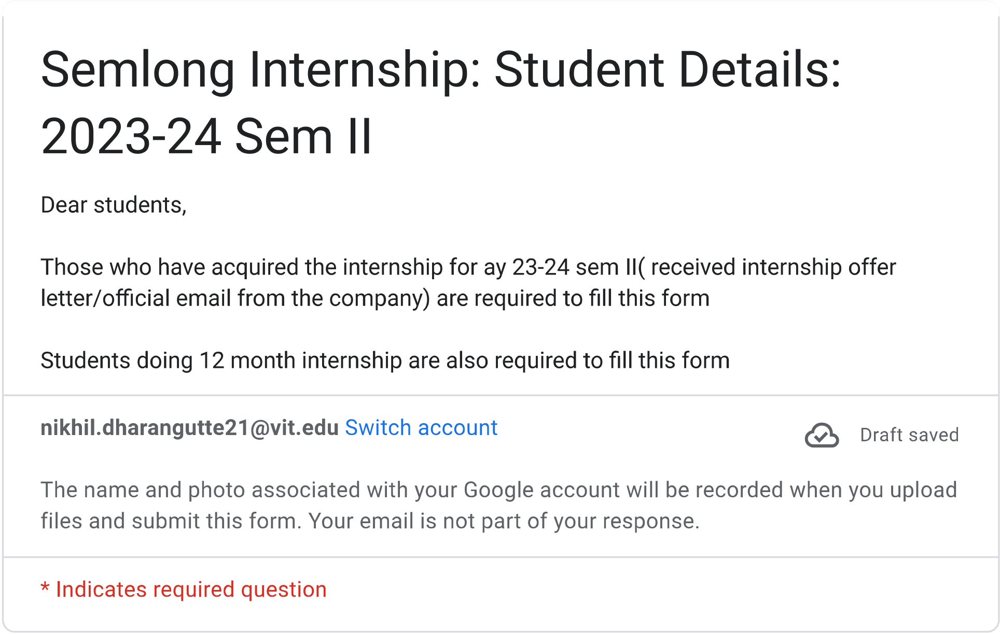 Semlong Internship: Student Details:
2023-24 Sem II
Dear students,
Those who have acquired the internship for ay 23-24 sem II( received internship offer
letter/official email from the company) are required to fill this form
Students doing 12 month internship are also required to fill this form
nikhil.dharangutte21@vit.edu Switch account
Draft saved
The name and photo associated with your Google account will be recorded when you upload
files and submit this form. Your email is not part of your response.
* Indicates required question